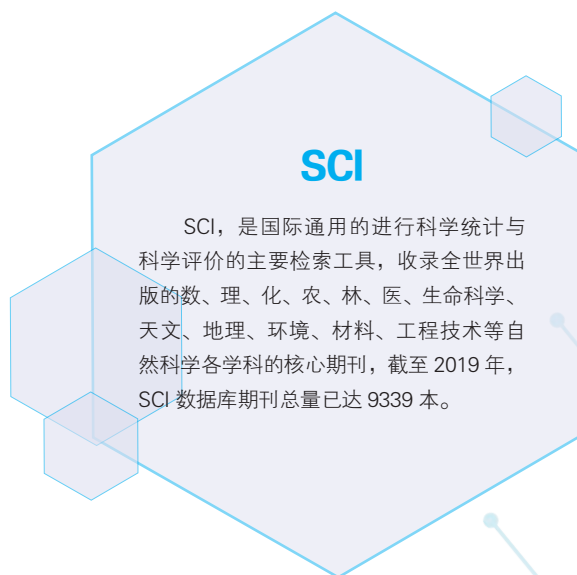 SCI
SCI，是国际通用的进行科学统计与
科学评价的主要检索工具，收录全世界出
版的数、理、化、农、林、医、生命科学、
天文、地理、环境、材料、工程技术等自
然科学各学科的核心期刊，截至 2019 年，
SCI 数据库期刊总量已达 9339 本。